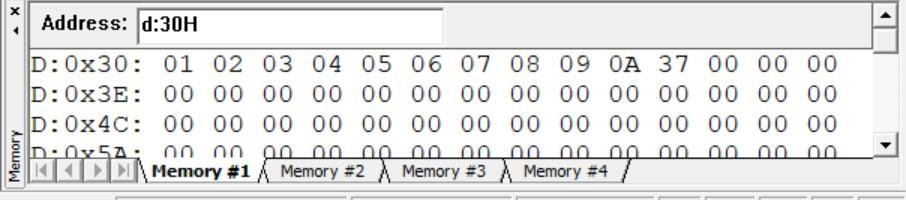 Address: d:30H
D:0x30: 01 02 03 04 05 06 07 08 09 0A 37 00 00 00
D:0x3E: 00 00 00 00 00 00 00 00 00 00 00 00 00 00
D:0x4C: 00 00 00 00 00 00 00 00 00 00 00 00 00 00
D:0x5A: 00 00 00 00 00 00 00 00 00 00 00 00 00 00
Memory
Memory #1 Memory #2 Memory #3 Memory #4